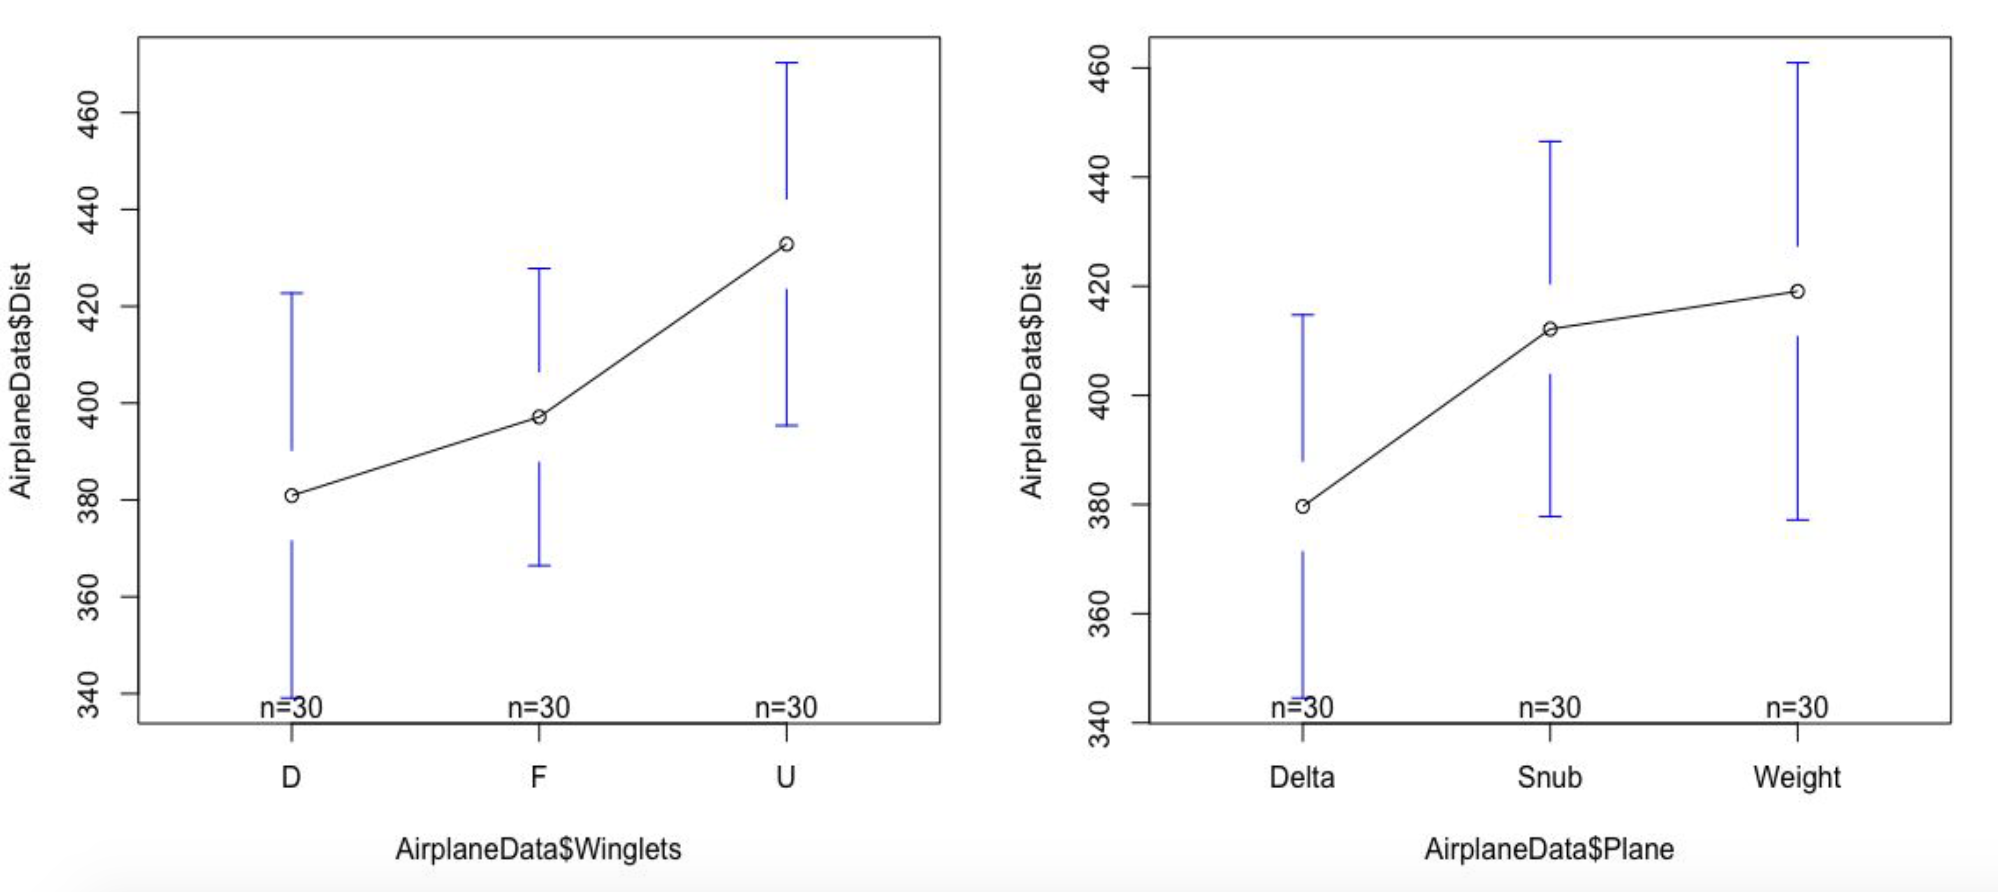 AirplaneData$Dist
460
440
420
400
380
360
340
n=30 n=30 n=30
D F U
AirplaneData$Winglets
AirplaneData$Dist
460
440
420
400
380
360
340
n=30 n=30 n=30
Delta Snub Weight
AirplaneData$Plane